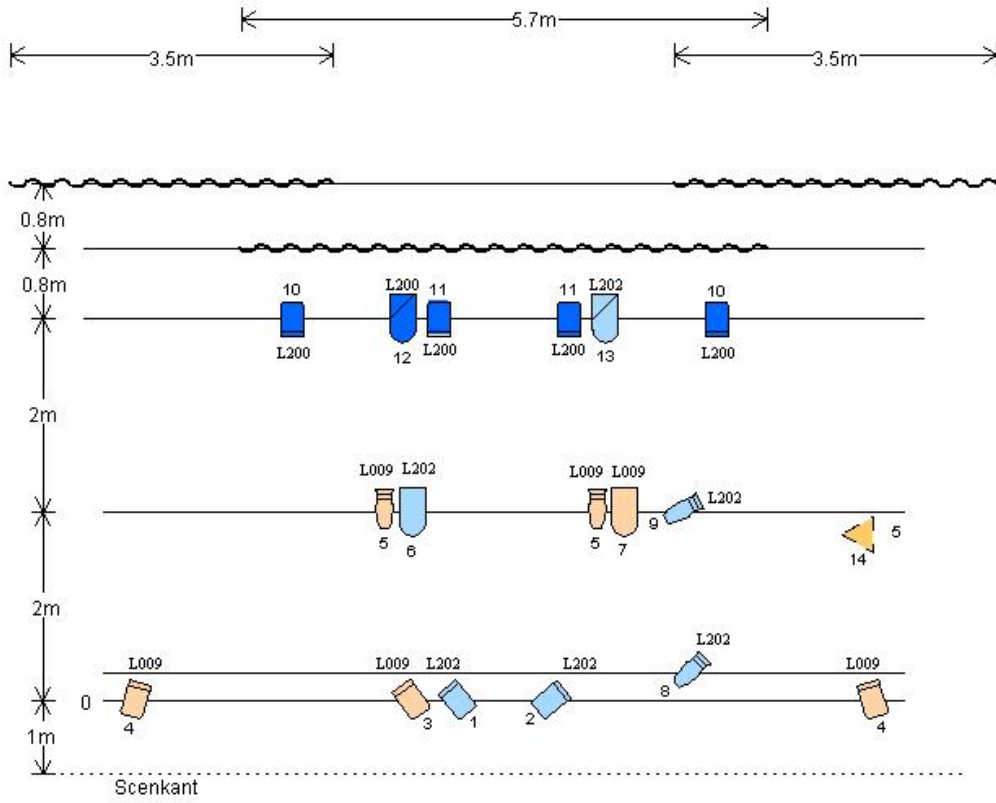 5.7m
3.5m 3.5m
0.8m
0.8m
10 L200 11 11 L202 10
L200 12 L200 L200 13 L200
2m
L009 L202 L009 L009
L202
5 6 5 7 9 14 5
2m
L202
L009 L009 L202 L202 8 L009
0 4 3 1 2 4
1m
Scenkant